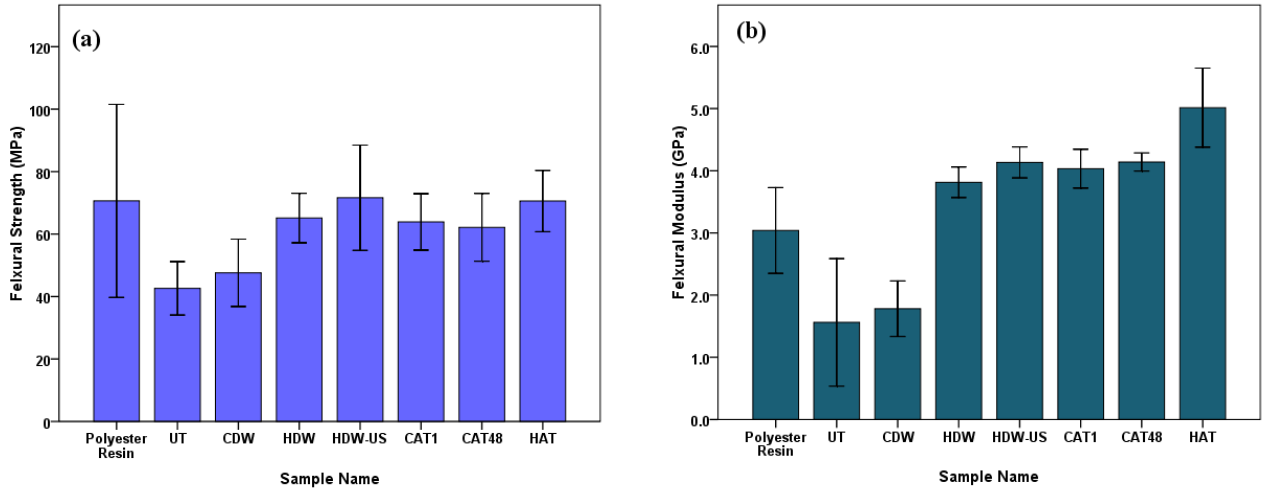 (a)
120
100
80
60
40
20
0
Felxural Strength (MPa)
Polyester Resin
UT
CDW
HDW
HDW-US
CAT1
CAT48
HAT
Sample Name
(b)
6.0
5.0
4.0
3.0
2.0
1.0
0.0
Felxural Modulus (GPa)
Polyester Resin
UT
CDW
HDW
HDW-US
CAT1
CAT48
HAT
Sample Name